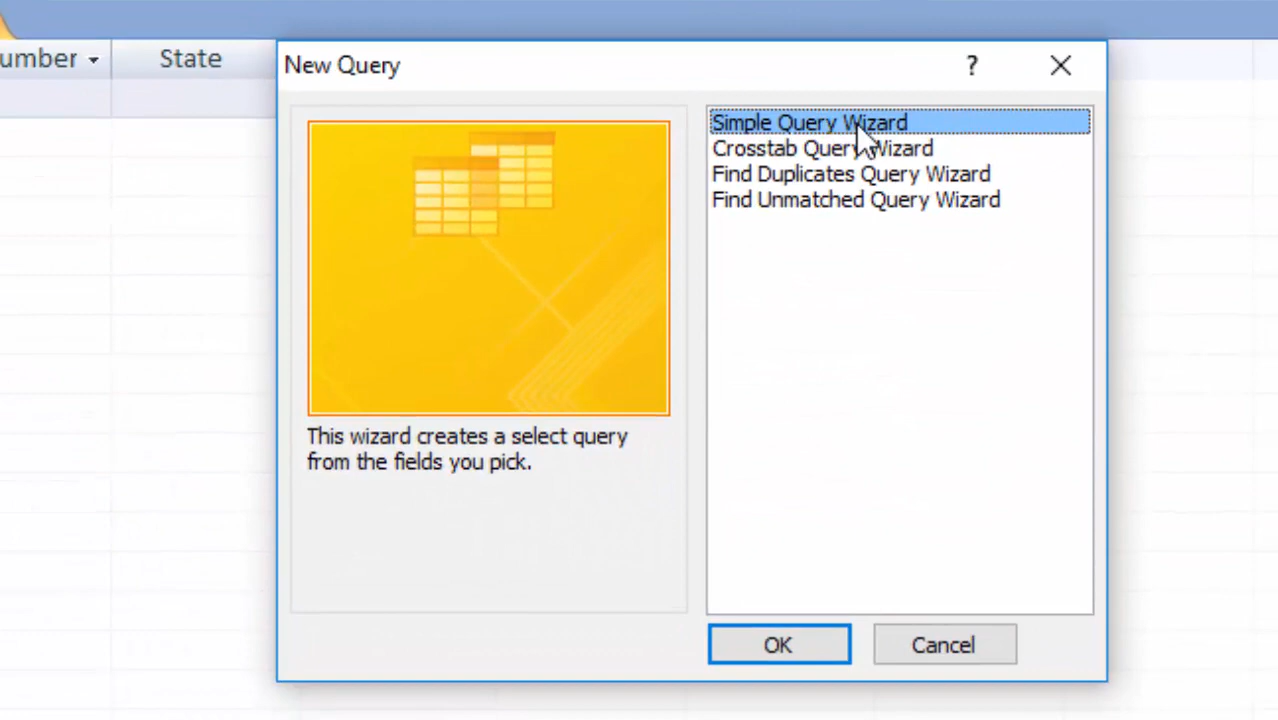 umber State
New Query ?
Simple Query Wizard
Crosstab Query Wizard
Find Duplicates Query Wizard
Find Unmatched Query Wizard
This wizard creates a select query
from the fields you pick.
OK Cancel